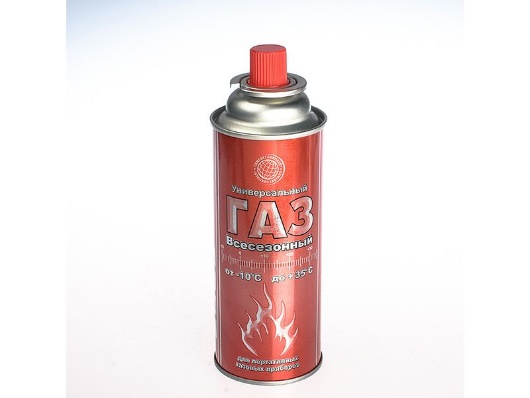 Универсальный
ГАЗ
Всесезонный
от -10°C до +35°C
для портативных
газовых приборов